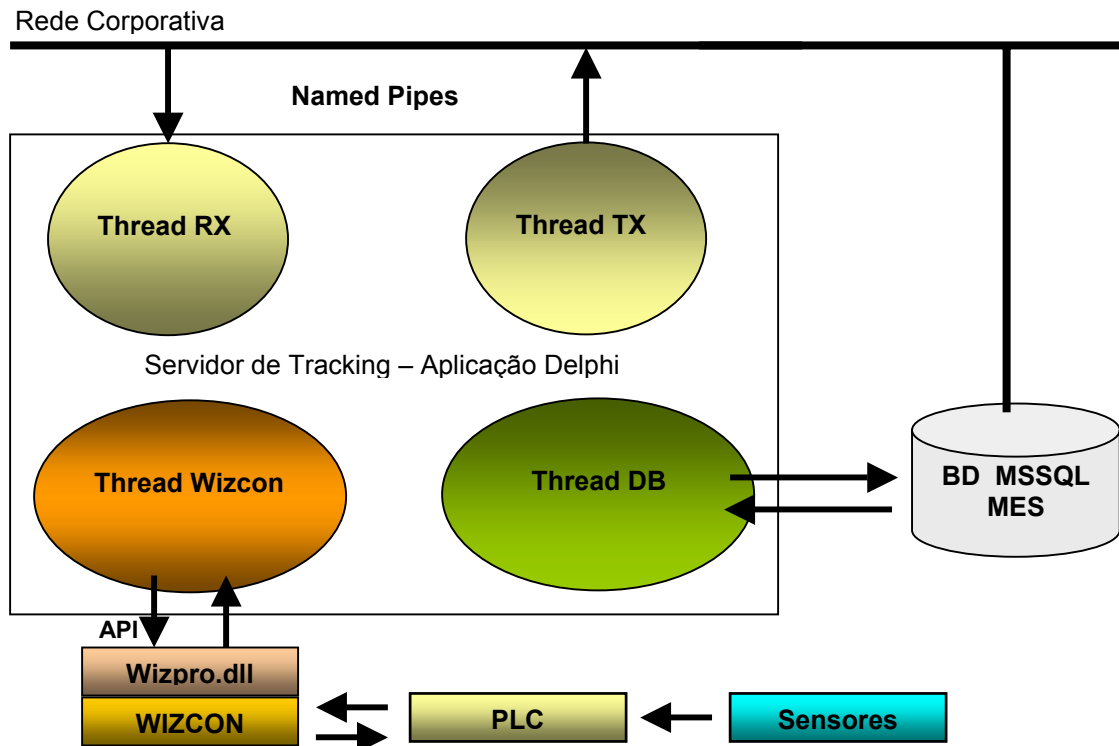 Rede Corporativa
Named Pipes
Thread RX
Thread TX
Servidor de Tracking – Aplicação Delphi
Thread Wizcon
Thread DB
BD MSSQL
MES
API
Wizpro.dll
WIZCON
PLC
Sensores